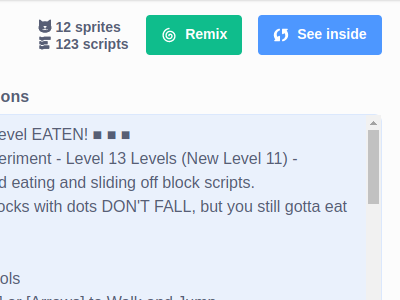 12 sprites
123 scripts
Remix
See inside
ons
evel EATEN! ■ ■ ■
eriment - Level 13 Levels (New Level 11) -
d eating and sliding off block scripts.
ocks with dots DON'T FALL, but you still gotta eat
ols
l or [Arrows] to Walk and Jump